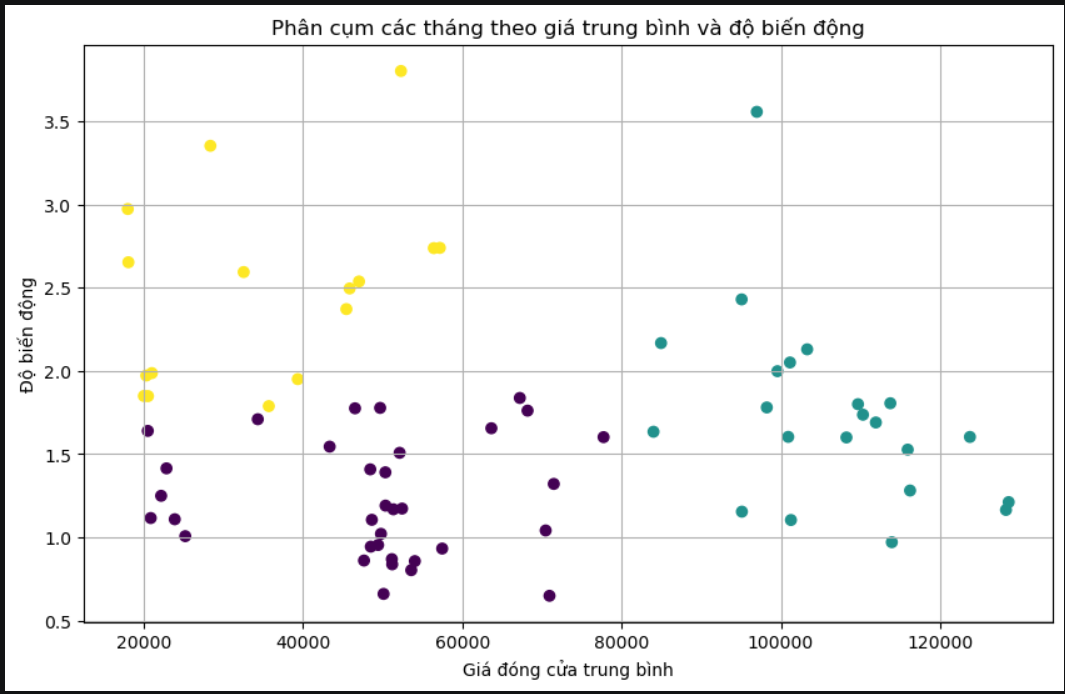 Phân cụm các tháng theo giá trung bình và độ biến động
3.5
3.0
2.5
2.0
1.5
1.0
0.5
Độ biến động
20000 40000 60000 80000 100000 120000
Giá đóng cửa trung bình